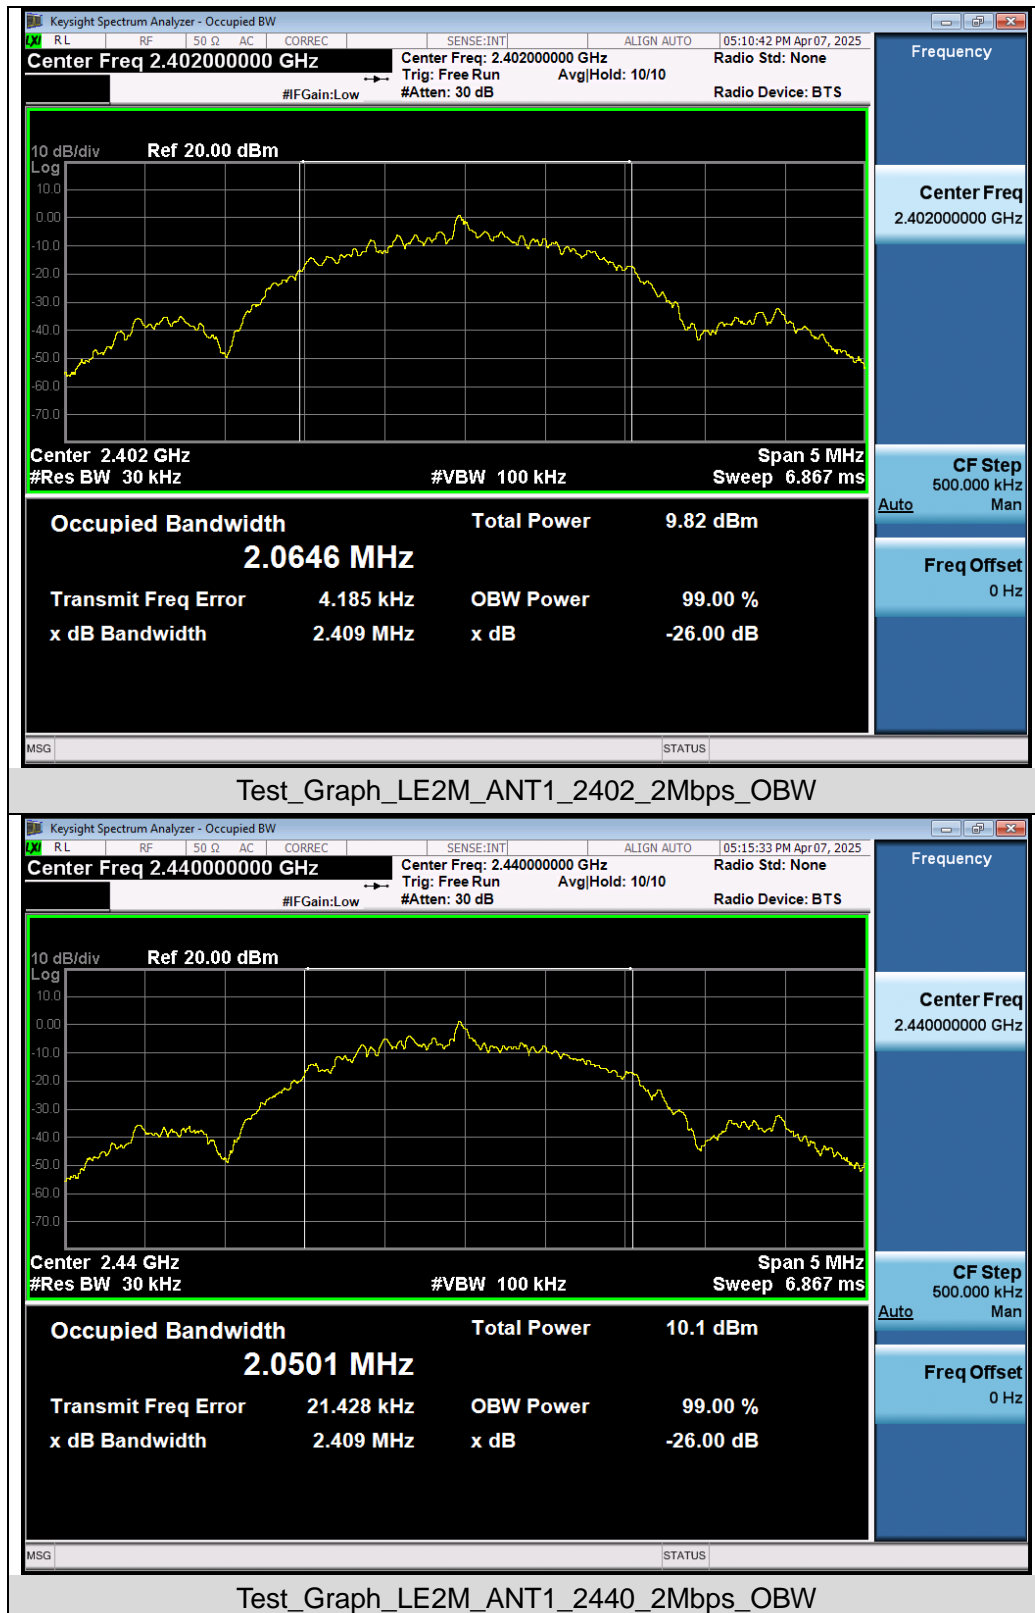 Keysight Spectrum Analyzer - Occupied BW
LXI RL RF 50 Ω AC CORREC SENSE:INT ALIGN AUTO 05:10:42 PM Apr 07, 2025
Center Freq 2.402000000 GHz Center Freq: 2.402000000 GHz Radio Std: None Frequency
Trig: Free Run Avg|Hold: 10/10
#IFGain:Low #Atten: 30 dB Radio Device: BTS
10 dB/div Ref 20.00 dBm
Log
10.0
0.00
-10.0
-20.0
-30.0
-40.0
-50.0
-60.0
-70.0
Center 2.402 GHz Span 5 MHz
#Res BW 30 kHz #VBW 100 kHz Sweep 6.867 ms
Center Freq
2.402000000 GHz
CF Step
500.000 kHz
Auto Man
Freq Offset
0 Hz
Occupied Bandwidth Total Power 9.82 dBm
2.0646 MHz
Transmit Freq Error 4.185 kHz OBW Power 99.00 %
x dB Bandwidth 2.409 MHz x dB -26.00 dB
MSG STATUS
Test_Graph_LE2M_ANT1_2402_2Mbps_OBW
Keysight Spectrum Analyzer - Occupied BW
LXI RL RF 50 Ω AC CORREC SENSE:INT ALIGN AUTO 05:15:33 PM Apr 07, 2025
Center Freq 2.440000000 GHz Center Freq: 2.440000000 GHz Radio Std: None Frequency
Trig: Free Run Avg|Hold: 10/10
#IFGain:Low #Atten: 30 dB Radio Device: BTS
10 dB/div Ref 20.00 dBm
Log
10.0
0.00
-10.0
-20.0
-30.0
-40.0
-50.0
-60.0
-70.0
Center 2.44 GHz Span 5 MHz
#Res BW 30 kHz #VBW 100 kHz Sweep 6.867 ms
Center Freq
2.440000000 GHz
CF Step
500.000 kHz
Auto Man
Freq Offset
0 Hz
Occupied Bandwidth Total Power 10.1 dBm
2.0501 MHz
Transmit Freq Error 21.428 kHz OBW Power 99.00 %
x dB Bandwidth 2.409 MHz x dB -26.00 dB
MSG STATUS
Test_Graph_LE2M_ANT1_2440_2Mbps_OBW